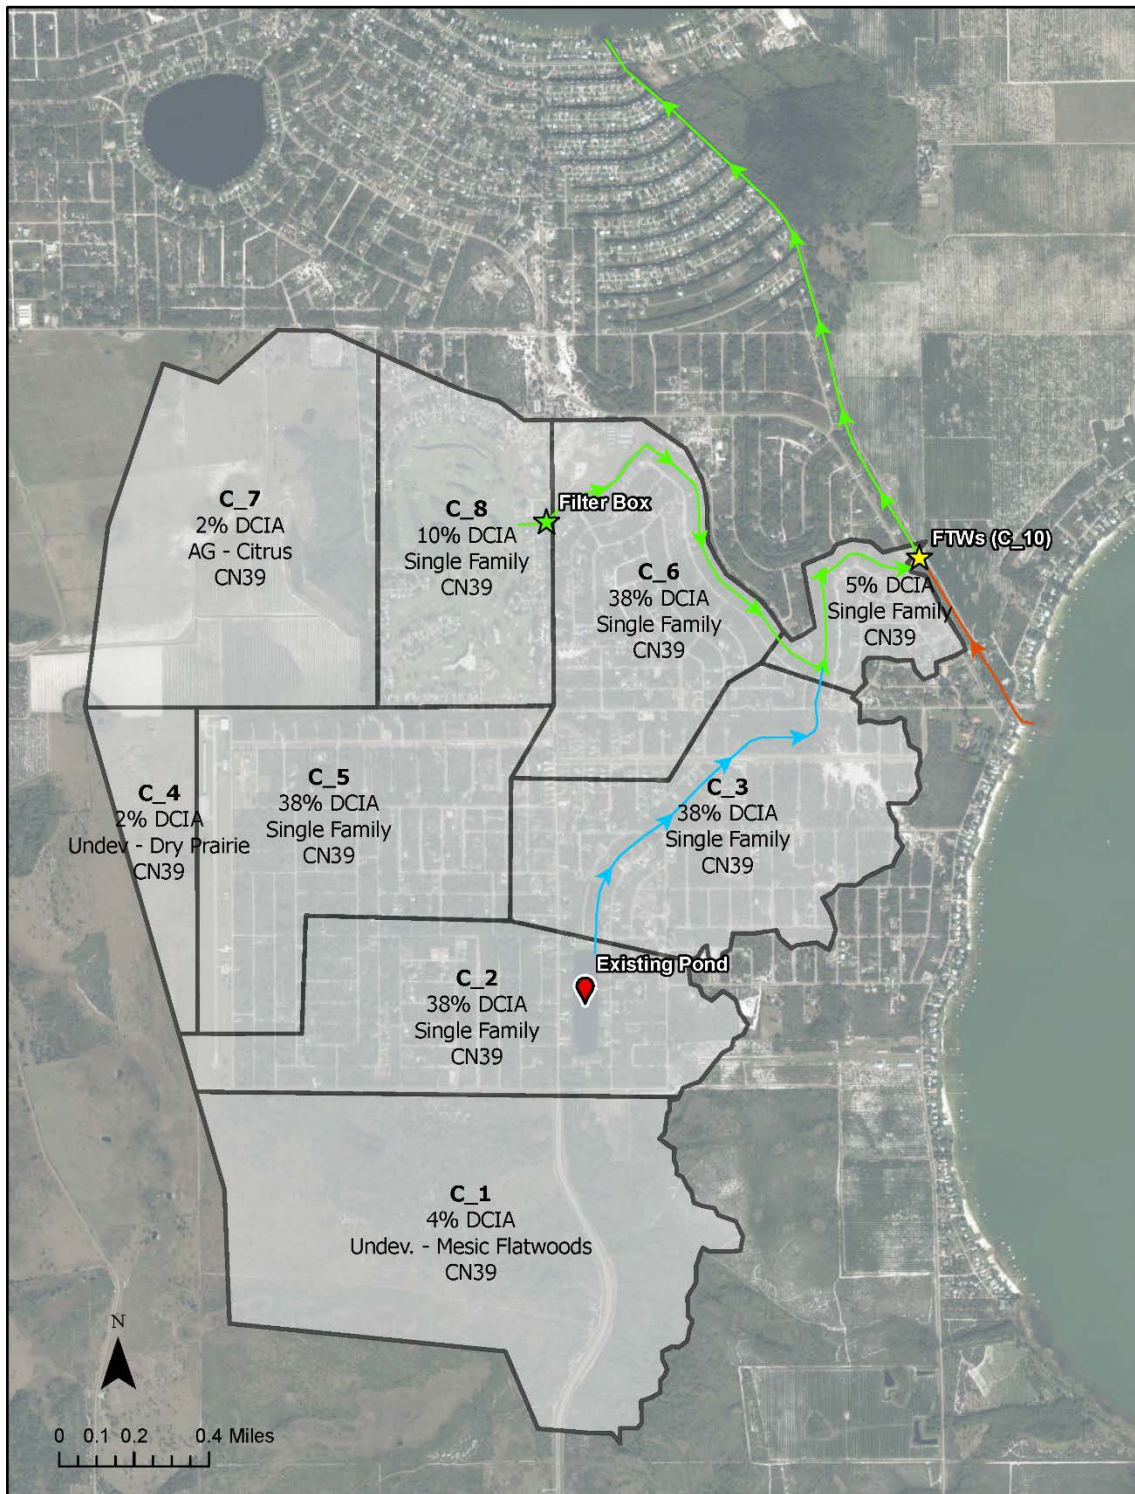 C_7
2% DCIA
AG - Citrus
CN39
C_8
10% DCIA
Single Family
CN39
Filter Box
C_6
38% DCIA
Single Family
CN39
FTWs (C_10)
5% DCIA
Single Family
CN39
C_4
2% DCIA
Undev - Dry Prairie
CN39
C_5
38% DCIA
Single Family
CN39
C_3
38% DCIA
Single Family
CN39
C_2
38% DCIA
Single Family
CN39
Existing Pond
C_1
4% DCIA
Undev. - Mesic Flatwoods
CN39
N
0 0.1 0.2 0.4 Miles